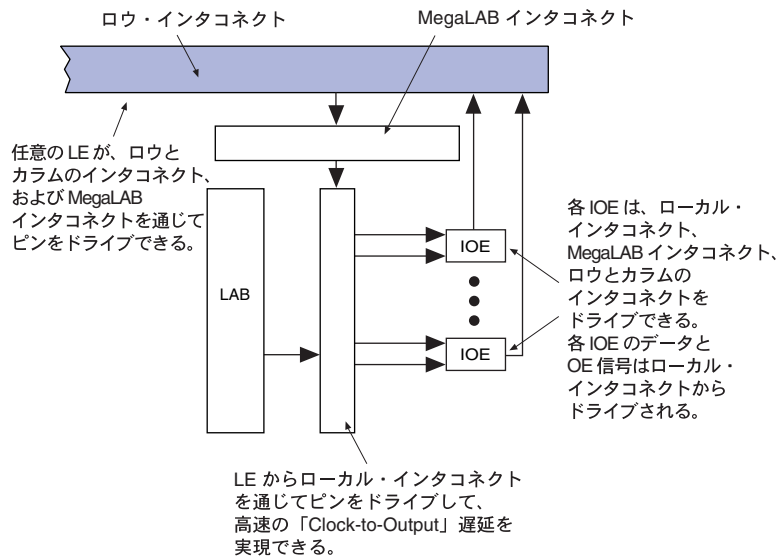 ロウ・インタコネクト
MegaLAB インタコネクト
任意の LE が、ロウと
カラムのインタコネクト、
および MegaLAB
インタコネクトを通じて
ピンをドライブできる。
LAB
IOE
IOE
各 IOE は、ローカル・
インタコネクト、
MegaLAB インタコネクト、
ロウとカラムの
インタコネクトを
ドライブできる。
各 IOE のデータと
OE 信号はローカル・
インタコネクトから
ドライブされる。
LE からローカル・インタコネクト
を通じてピンをドライブして、
高速の「Clock-to-Output」遅延を
実現できる。